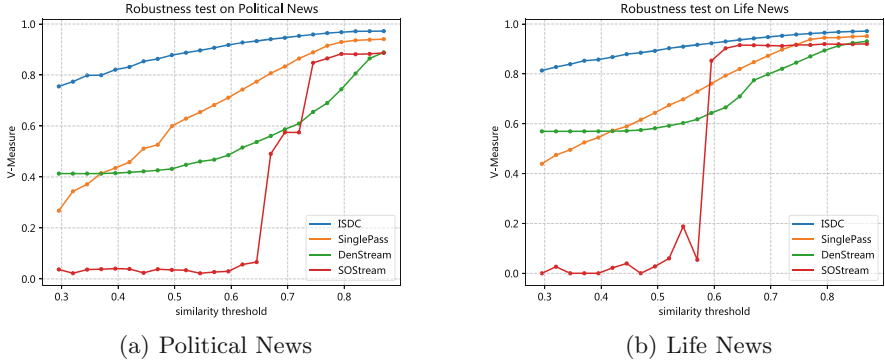 Robustness test on Political News
1.0
0.8
0.6
0.4
0.2
0.0
V-Measure
0.3 0.4 0.5 0.6 0.7 0.8
similarity threshold
ISDC
SinglePass
DenStream
SOStream
(a) Political News
Robustness test on Life News
1.0
0.8
0.6
0.4
0.2
0.0
V-Measure
0.3 0.4 0.5 0.6 0.7 0.8
similarity threshold
ISDC
SinglePass
DenStream
SOStream
(b) Life News